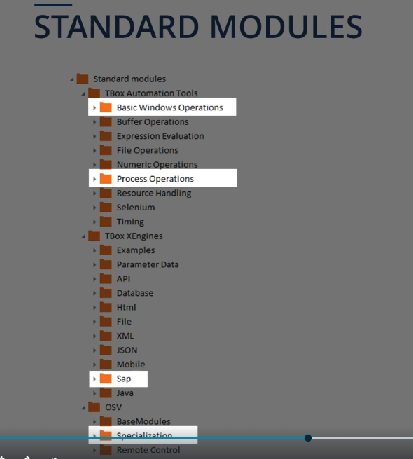 STANDARD MODULES
Standard modules
TBox Automation Tools
Basic Windows Operations
Buffer Operations
Expression Evaluation
File Operations
Numeric Operations
Process Operations
Resource Handling
Selenium
Timing
TBox XEngines
Examples
Parameter Data
API
Database
Html
File
XML
JSON
Mobile
Sap
Java
OSV
BaseModules
Specialization
Remote Control